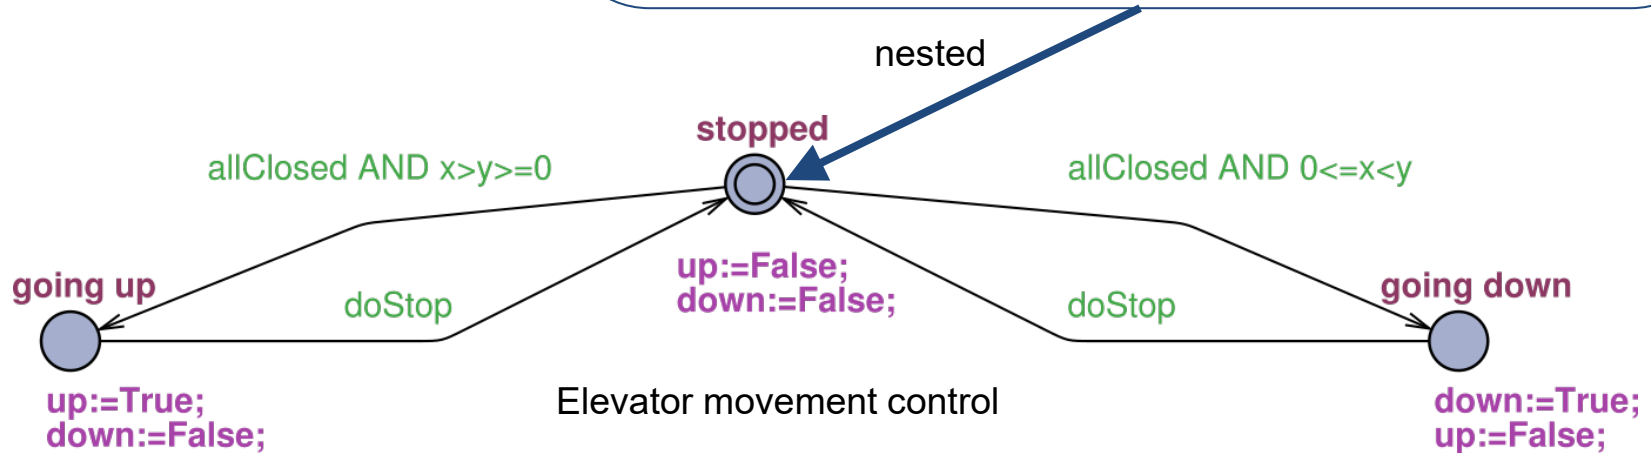 nested
stopped
allClosed AND x>y>=0
allClosed AND 0<=x<y
up:=False;
down:=False;
going up
doStop
doStop
going down
up:=True;
down:=False;
Elevator movement control
down:=True;
up:=False;